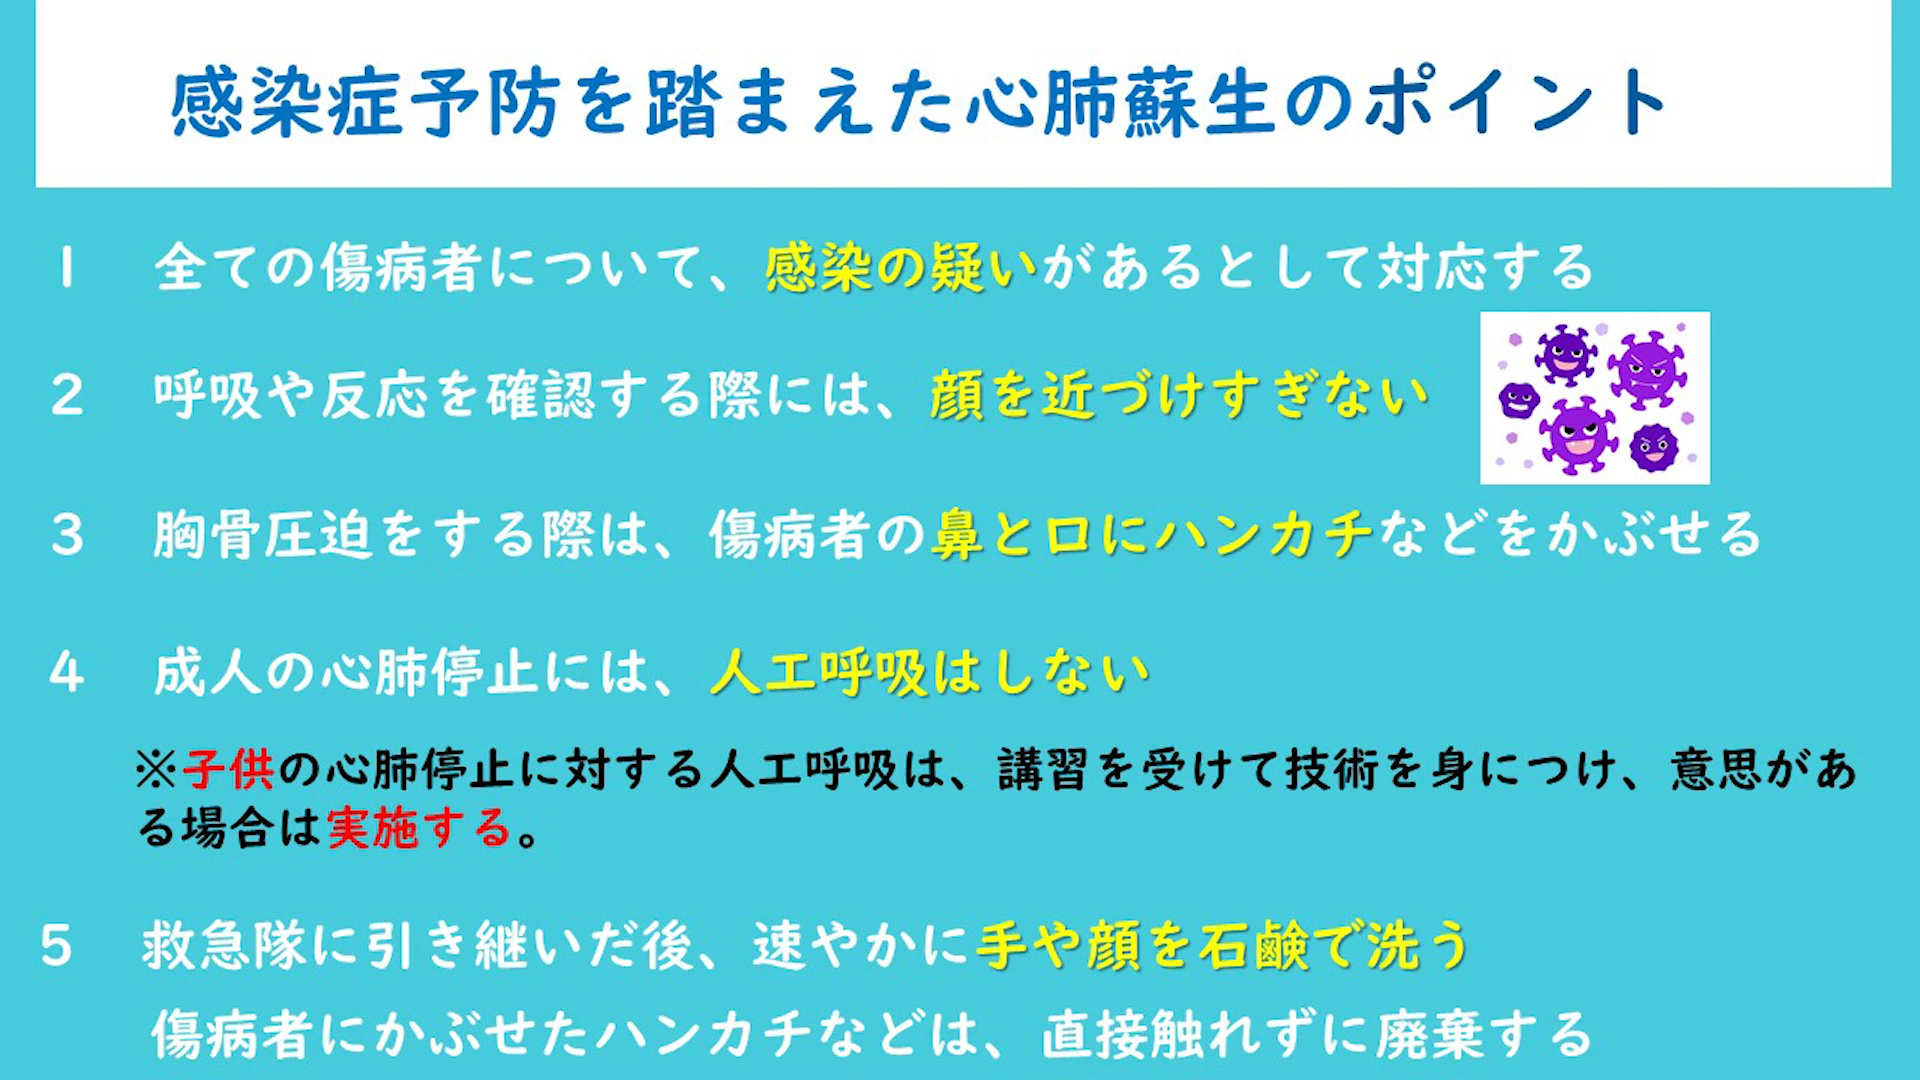 感染症予防を踏まえた心肺蘇生のポイント
1 全ての傷病者について、感染の疑いがあるとして対応する
2 呼吸や反応を確認する際には、顔を近づけすぎない
3 胸骨圧迫をする際は、傷病者の鼻と口にハンカチなどをかぶせる
4 成人の心肺停止には、人工呼吸はしない
※子供の心肺停止に対する人工呼吸は、講習を受けて技術を身につけ、意思があ
る場合は実施する。
5 救急隊に引き継いだ後、速やかに手や顔を石鹸で洗う
傷病者にかぶせたハンカチなどは、直接触れずに廃棄する